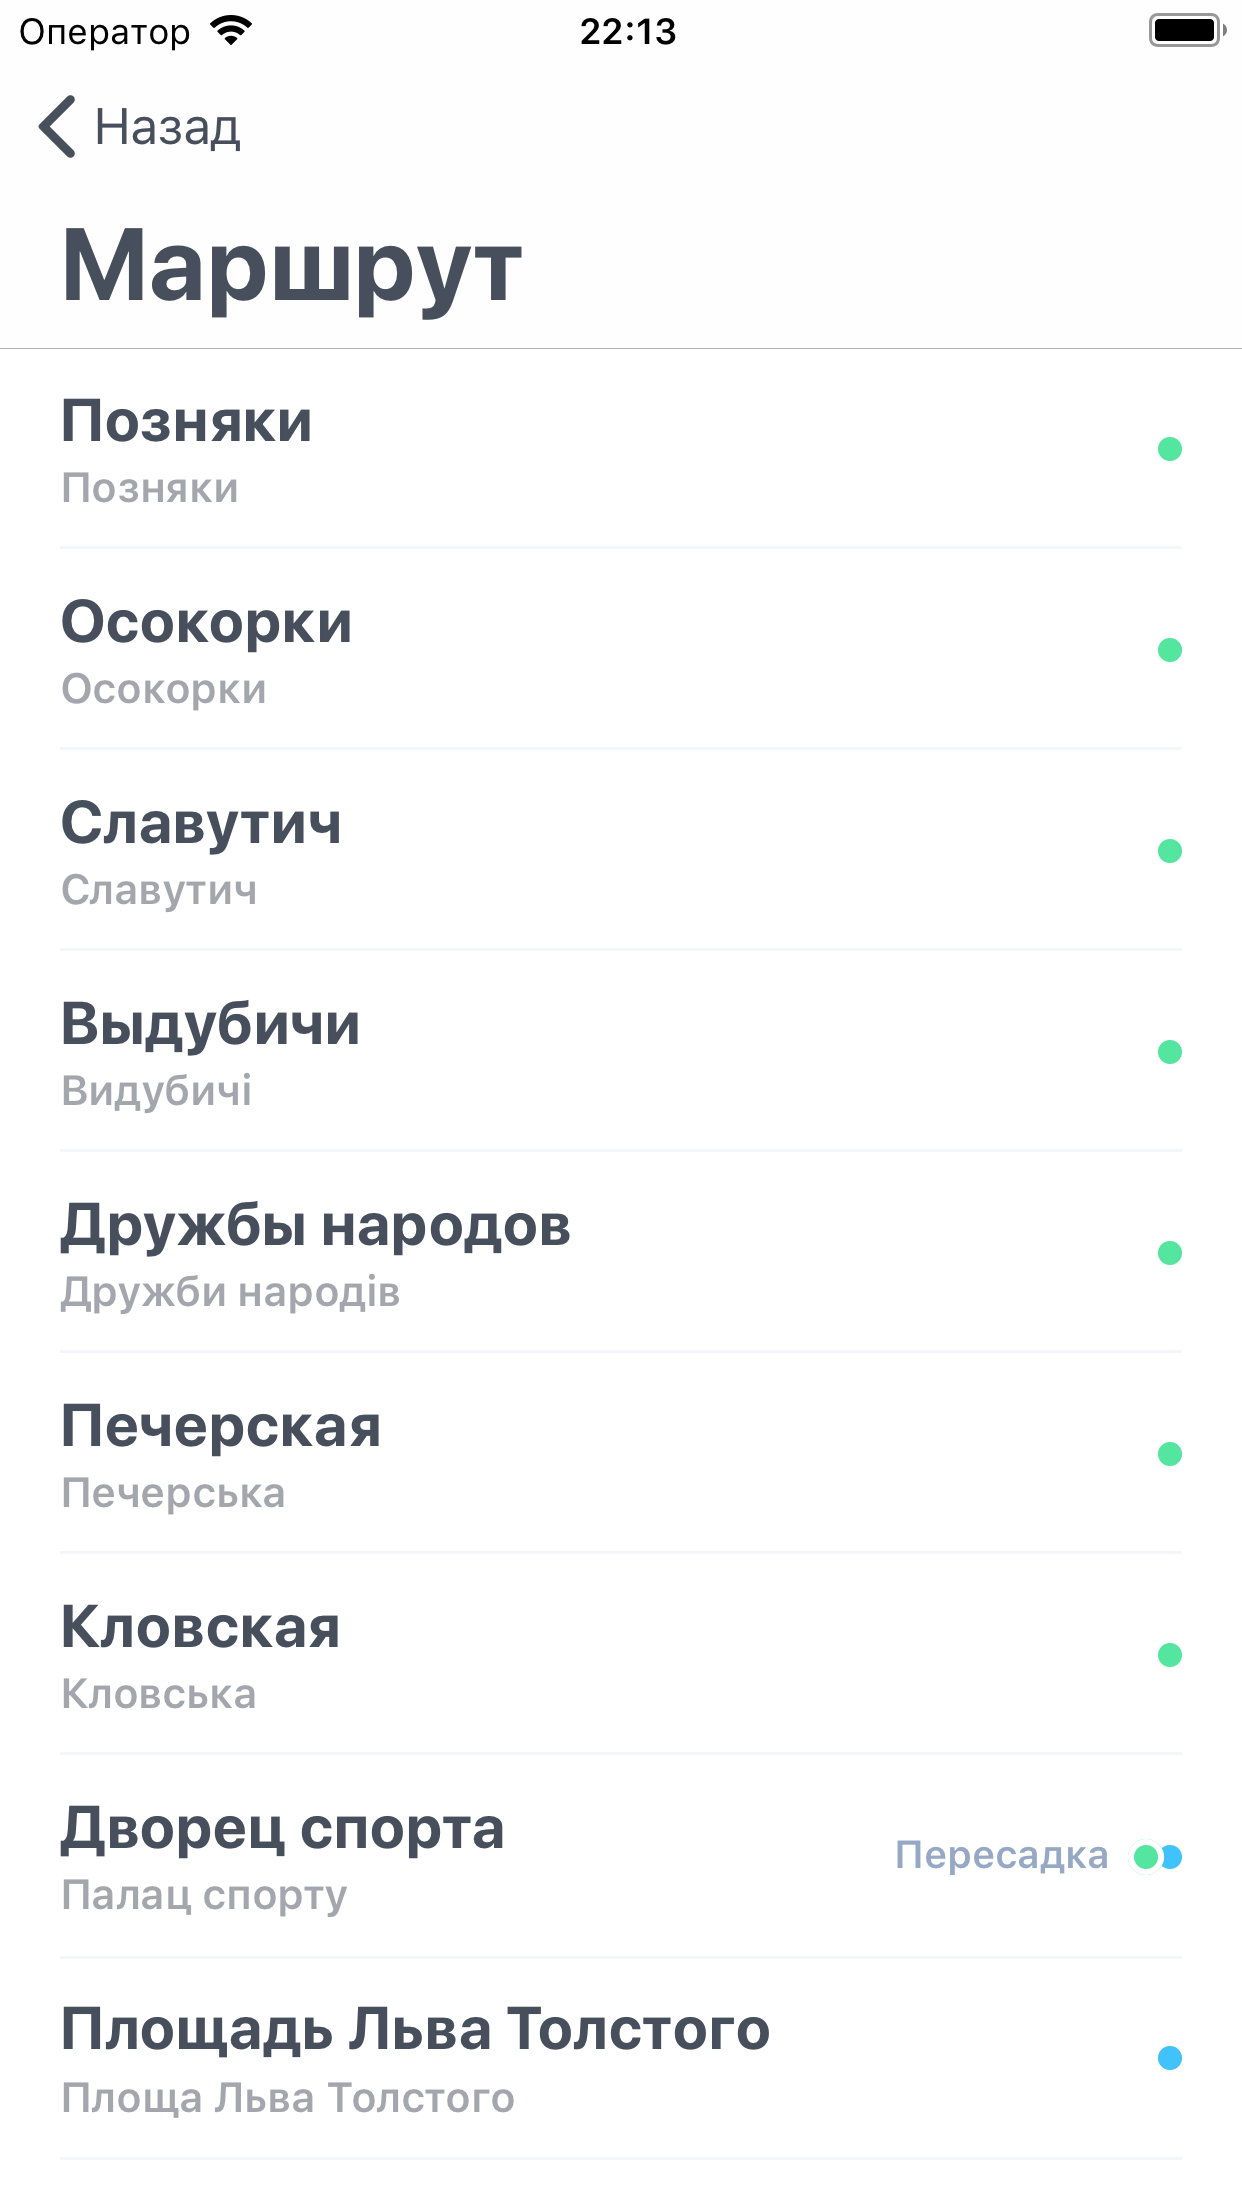 Оператор 22:13
Назад
Маршрут
Позняки
Позняки
Осокорки
Осокорки
Славутич
Славутич
Выдубичи
Видубичі
Дружбы народов
Дружби народів
Печерская
Печерська
Кловская
Кловська
Дворец спорта
Палац спорту
Пересадка
Площадь Льва Толстого
Площа Льва Толстого